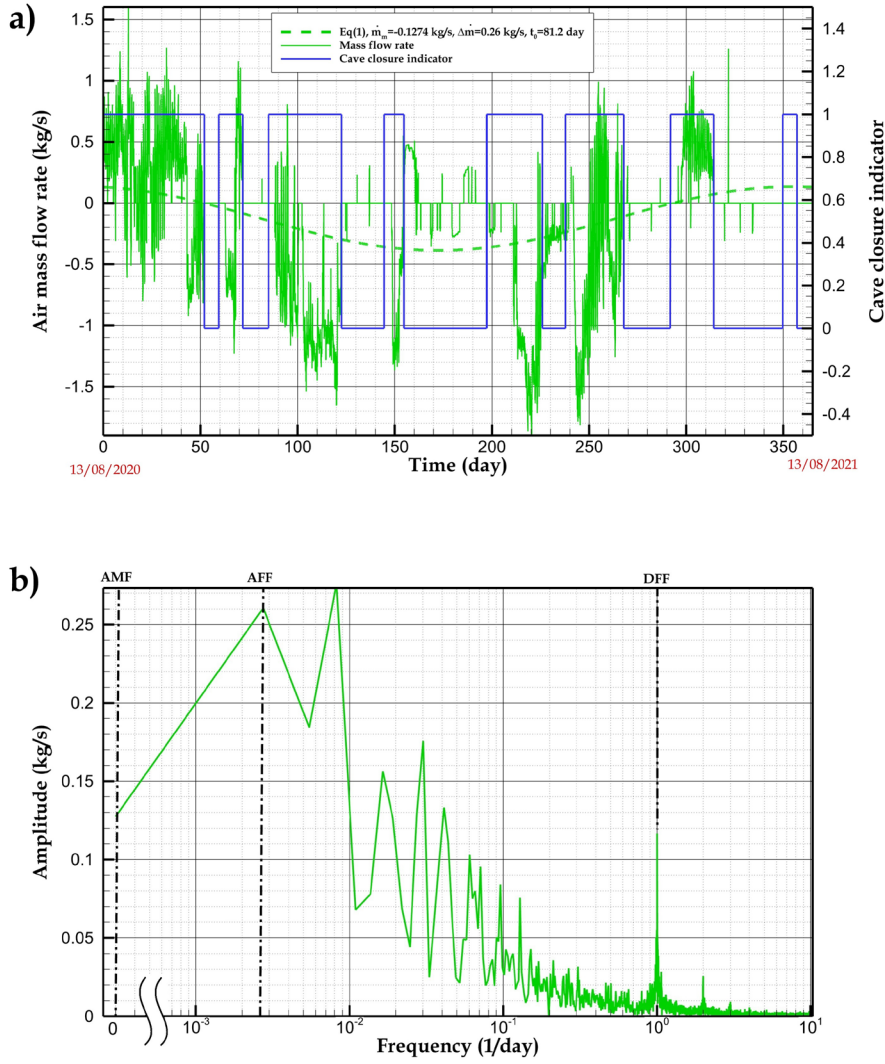 a)
Eq(1), ṁₘ=-0.1274 kg/s, Δṁ=0.26 kg/s, t₀=81.2 day
Mass flow rate
Cave closure indicator
Air mass flow rate (kg/s)
1.5
1
0.5
0
-0.5
-1
-1.5
1.4
1.2
1
0.8
0.6
0.4
0.2
0
-0.2
-0.4
Cave closure indicator
0 50 100 150 200 250 300 350
Time (day)
13/08/2020
13/08/2021
b)
AMF AFF DFF
Amplitude (kg/s)
0.25
0.2
0.15
0.1
0.05
0
0 10⁻³ 10⁻² 10⁻¹ 10⁰ 10¹
Frequency (1/day)